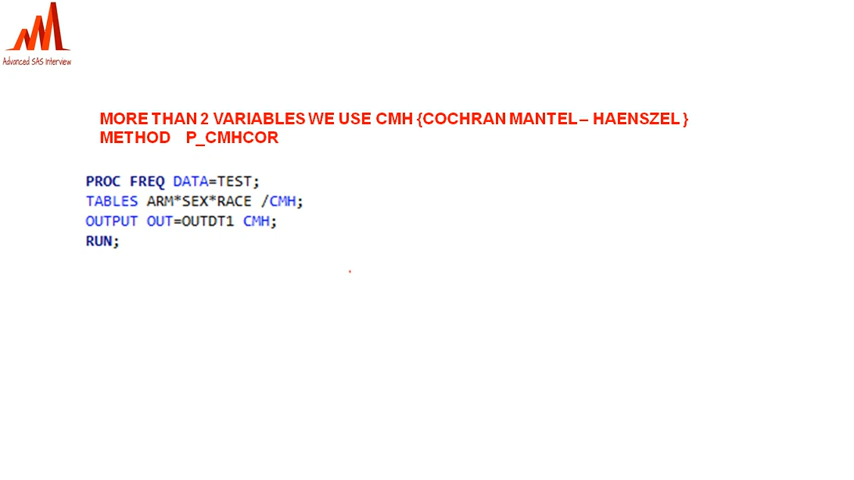 Advanced SAS Interview
MORE THAN 2 VARIABLES WE USE CMH {COCHRAN MANTEL – HAENSZEL }
METHOD P_CMHCOR
PROC FREQ DATA=TEST;
TABLES ARM*SEX*RACE /CMH;
OUTPUT OUT=OUTDT1 CMH;
RUN;